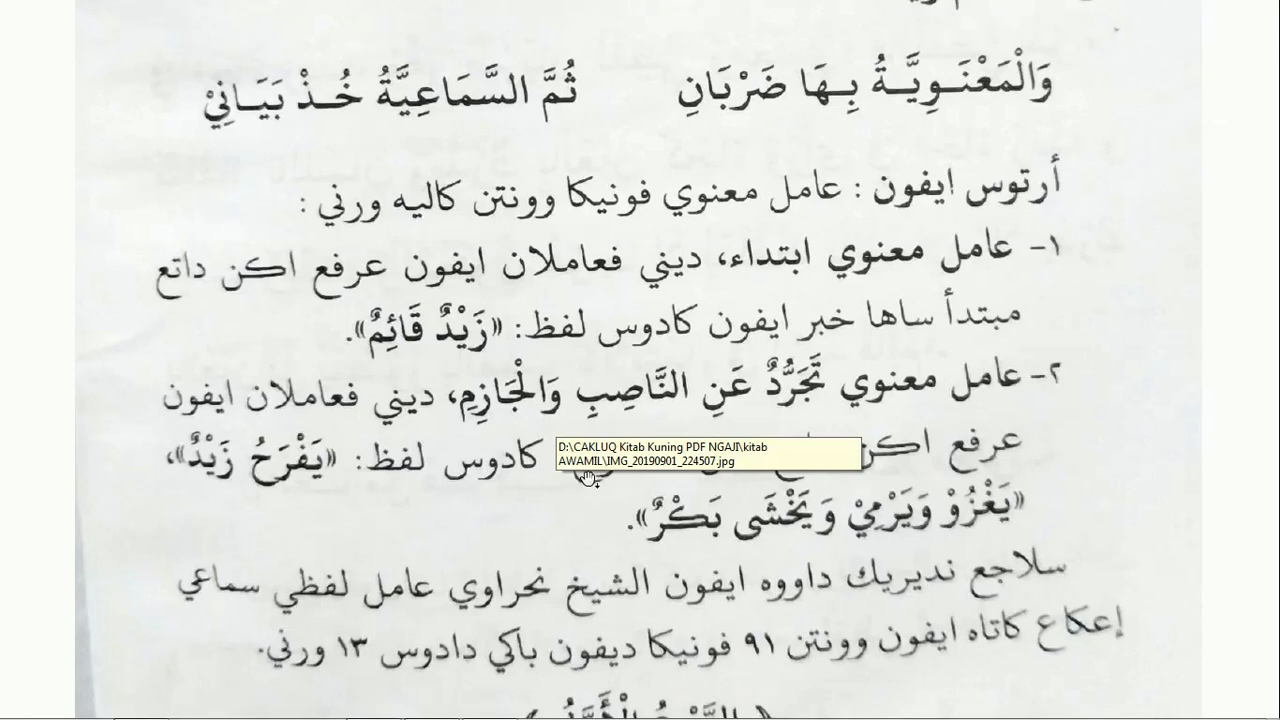 وَالْمَعْنَوِيَّةُ بِهَا ضَرْبَانِ ثُمَّ السَّمَاعِيَّةُ خُذْ بَيَانِيْ
أرتوس ايفون : عامل معنوي فونيكا وونتن كاليه ورني :
١- عامل معنوي ابتداء، ديني فعاملان ايفون عرفع اكن داتع
مبتدأ ساها خبر ايفون كادوس لفظ: «زَيْدٌ قَائِمٌ».
٢- عامل معنوي تَجَرُّدٌ عَنِ النَّاصِبِ وَالْجَازِمِ، ديني فعاملان ايفون
عرفع اكن كادوس لفظ: «يَفْرَحُ زَيْدٌ»،
D:\CAKLUQ Kitab Kuning PDF NGAJI\kitab
AWAMIL\IMG_20190901_224507.jpg
«يَغْزُوْ وَيَرْمِيْ وَيَخْشَى بَكْرٌ».
سلاجع نديريك داووه ايفون الشيخ نحراوي عامل لفظي سماعي
إعكاع كاتاه ايفون وونتن ٩١ فونيكا ديفون باكي دادوس ١٣ ورني.